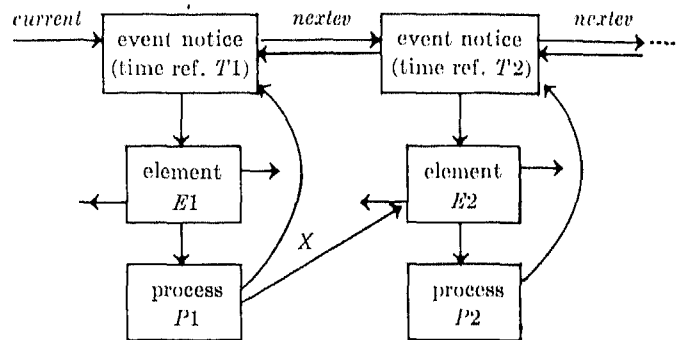 current
nextev
nextev
event notice
(time ref. T1)
event notice
(time ref. T2)
element
E1
element
E2
X
process
P1
process
P2